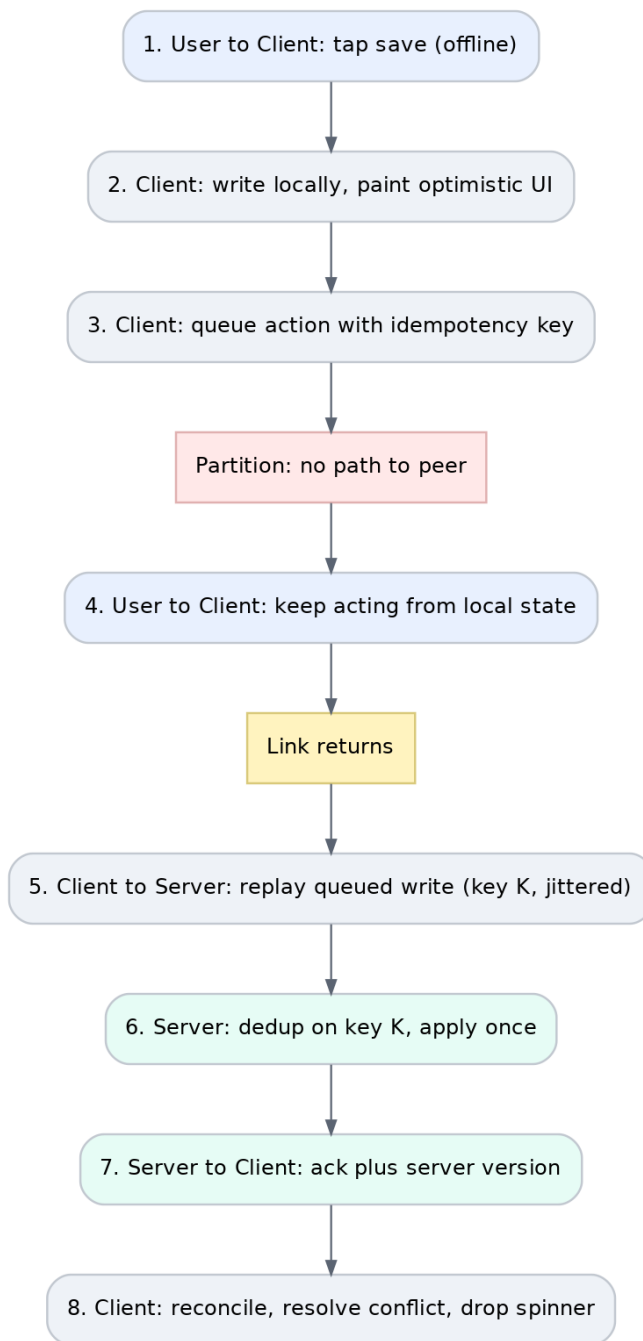 1. User to Client: tap save (offline)
2. Client: write locally, paint optimistic UI
3. Client: queue action with idempotency key
Partition: no path to peer
4. User to Client: keep acting from local state
Link returns
5. Client to Server: replay queued write (key K, jittered)
6. Server: dedup on key K, apply once
7. Server to Client: ack plus server version
8. Client: reconcile, resolve conflict, drop spinner